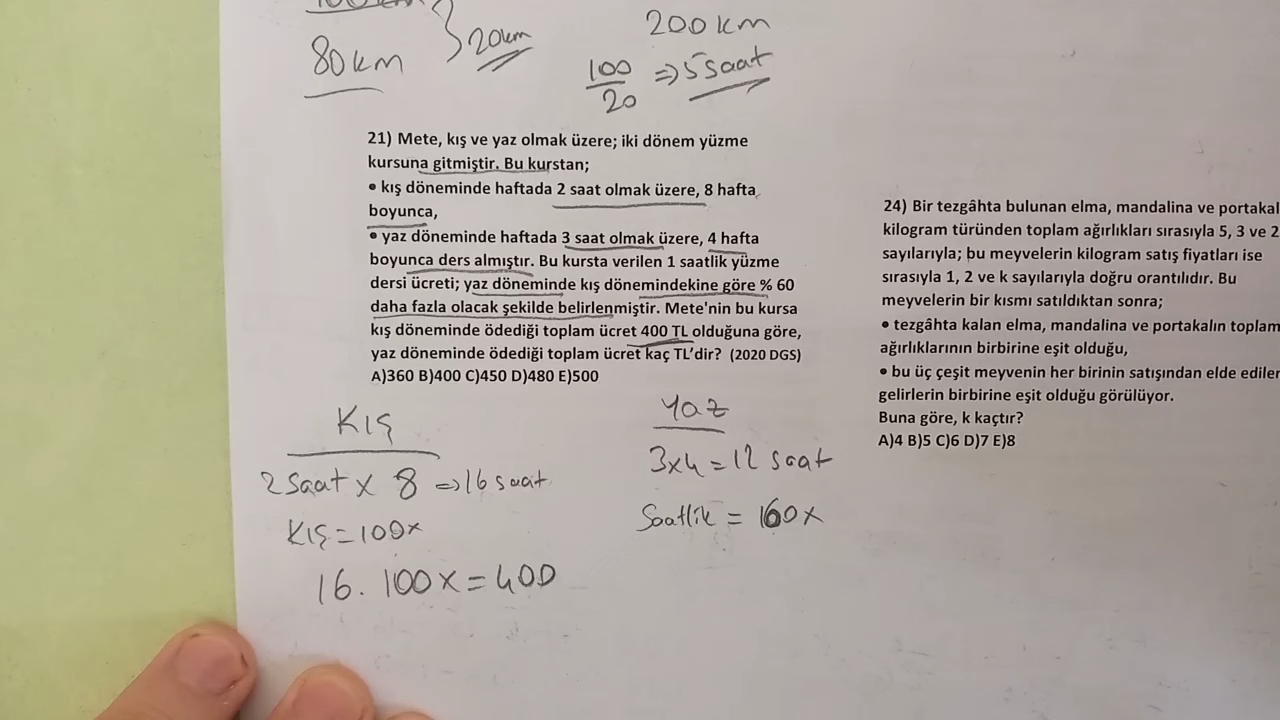 80km
20km
200km
100
20
=> 5 saat
21) Mete, kış ve yaz olmak üzere; iki dönem yüzme
kursuna gitmiştir. Bu kurstan;
• kış döneminde haftada 2 saat olmak üzere, 8 hafta
boyunca,
• yaz döneminde haftada 3 saat olmak üzere, 4 hafta
boyunca ders almıştır. Bu kursta verilen 1 saatlik yüzme
dersi ücreti; yaz döneminde kış dönemindekine göre % 60
daha fazla olacak şekilde belirlenmiştir. Mete'nin bu kursa
kış döneminde ödediği toplam ücret 400 TL olduğuna göre,
yaz döneminde ödediği toplam ücret kaç TL'dir? (2020 DGS)
A)360 B)400 C)450 D)480 E)500
Kış
2 saat x 8 => 16 saat
Kış = 100x
16. 100x = 400
Yaz
3x4 = 12 saat
Saatlik = 160x
24) Bir tezgâhta bulunan elma, mandalina ve portakal
kilogram türünden toplam ağırlıkları sırasıyla 5, 3 ve 2
sayılarıyla; bu meyvelerin kilogram satış fiyatları ise
sırasıyla 1, 2 ve k sayılarıyla doğru orantılıdır. Bu
meyvelerin bir kısmı satıldıktan sonra;
• tezgâhta kalan elma, mandalina ve portakalın toplam
ağırlıklarının birbirine eşit olduğu,
• bu üç çeşit meyvenin her birinin satışından elde ediler
gelirlerin birbirine eşit olduğu görülüyor.
Buna göre, k kaçtır?
A)4 B)5 C)6 D)7 E)8